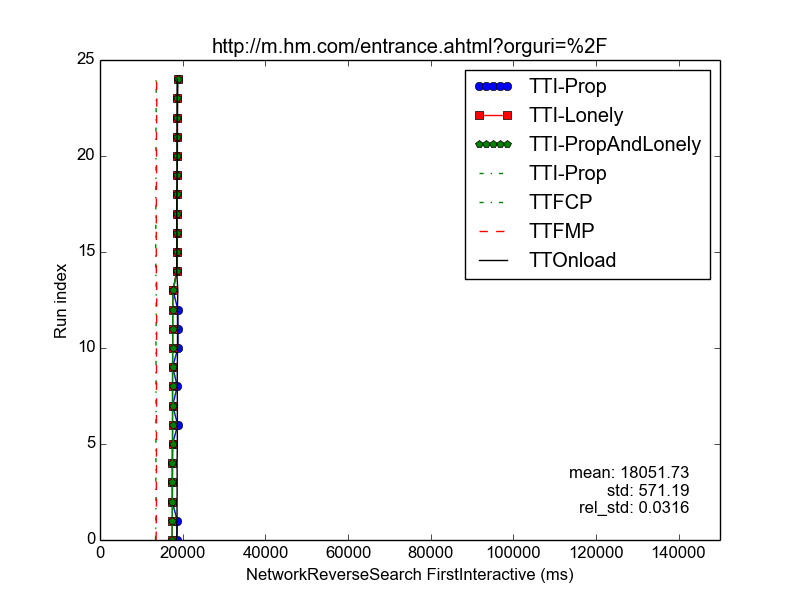 http://m.hm.com/entrance.ahtml?orguri=%2F
25
20
15
10
5
0
Run index
TTI-Prop
TTI-Lonely
TTI-PropAndLonely
TTI-Prop
TTFCP
TTFMP
TTOnload
mean: 18051.73
std: 571.19
rel_std: 0.0316
0 20000 40000 60000 80000 100000 120000 140000
NetworkReverseSearch FirstInteractive (ms)